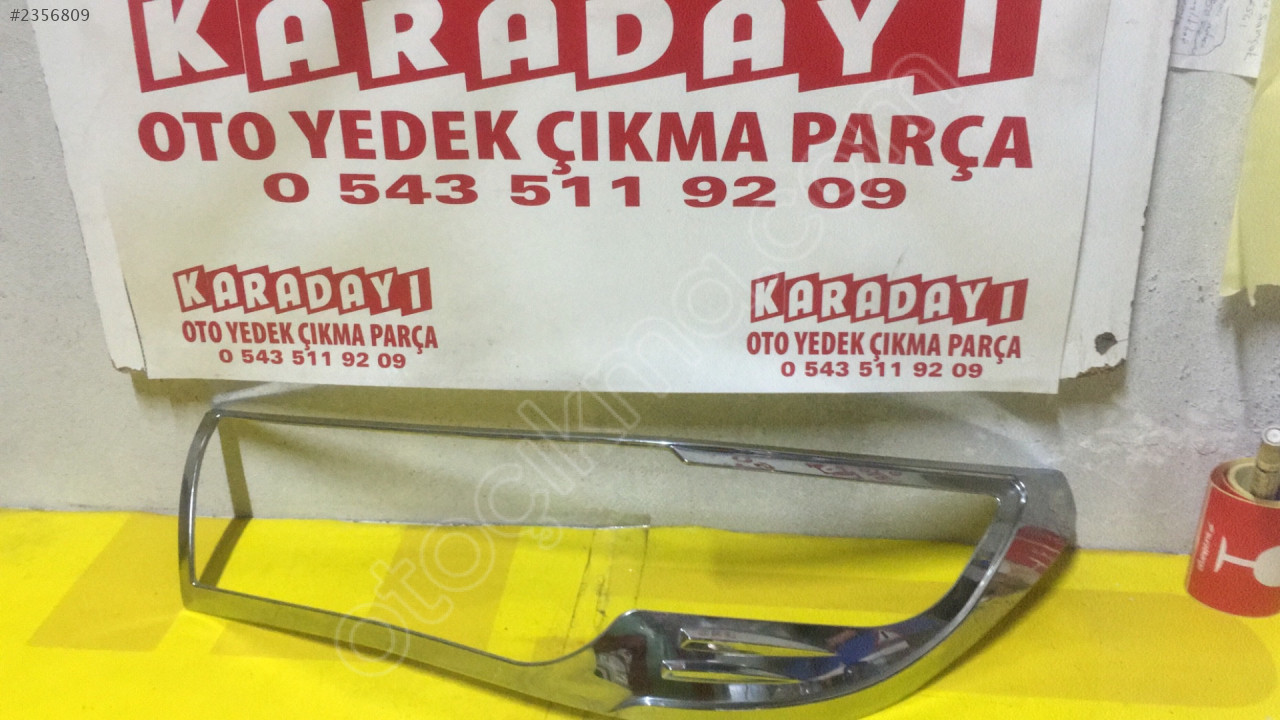 #2356809
KARADAYI
OTO YEDEK ÇIKMA PARÇA
0 543 511 92 09
KARADAYI
OTO YEDEK ÇIKMA PARÇA
0 543 511 92 09
KARADAYI
OTO YEDEK ÇIKMA PARÇA
0 543 511 92 09
otoçıkma.com